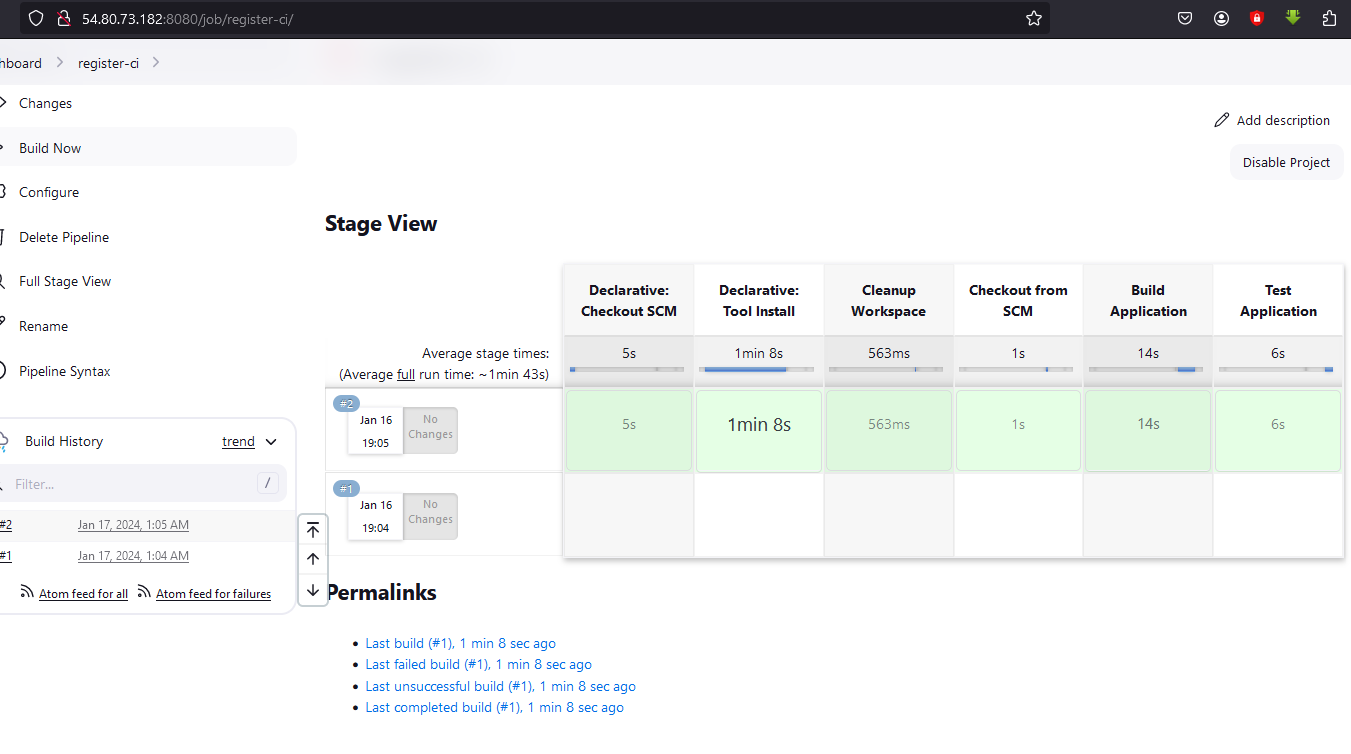 54.80.73.182:8080/job/register-ci/
hboard
register-ci
Changes
Build Now
Configure
Delete Pipeline
Full Stage View
Rename
Pipeline Syntax
Build History
trend
Filter...
/
#2
Jan 17, 2024, 1:05 AM
#1
Jan 17, 2024, 1:04 AM
Atom feed for all
Atom feed for failures
Add description
Disable Project
Stage View
Declarative: Checkout SCM
Declarative: Tool Install
Cleanup Workspace
Checkout from SCM
Build Application
Test Application
Average stage times:
5s 1min 8s 563ms 1s 14s 6s
(Average full run time: ~1min 43s)
#2
Jan 16
19:05
No Changes
5s 1min 8s 563ms 1s 14s 6s
#1
Jan 16
19:04
No Changes
Permalinks
Last build (#1), 1 min 8 sec ago
Last failed build (#1), 1 min 8 sec ago
Last unsuccessful build (#1), 1 min 8 sec ago
Last completed build (#1), 1 min 8 sec ago